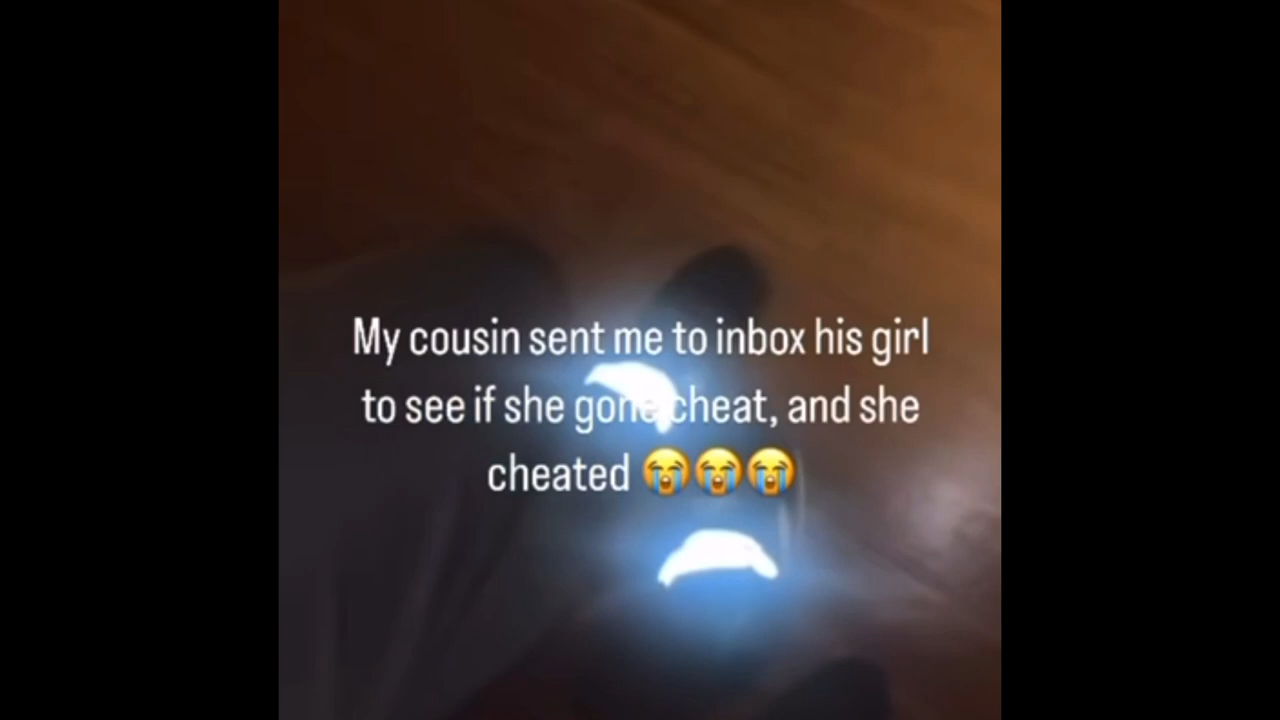 My cousin sent me to inbox his girl
to see if she gone cheat, and she
cheated 😭😭😭